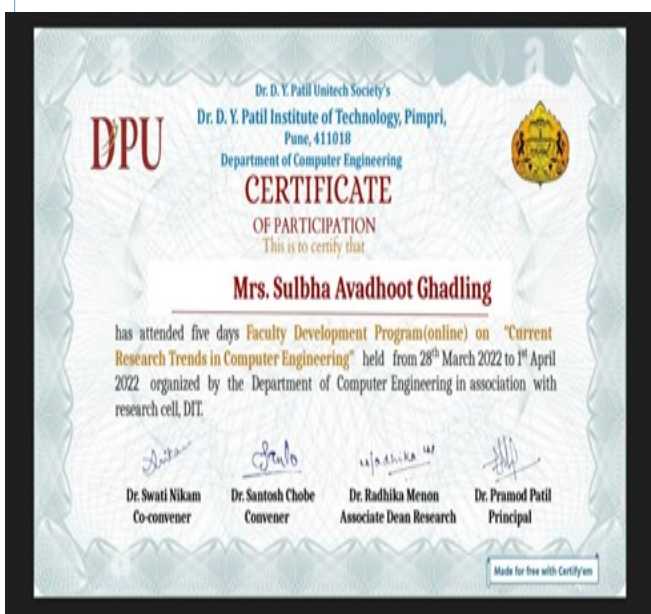 Dr. D. Y. Patil Unitech Society's
Dr. D. Y. Patil Institute of Technology, Pimpri,
Pune, 411018
Department of Computer Engineering
DPU
CERTIFICATE
OF PARTICIPATION
This is to certify that
Mrs. Sulbha Avadhoot Ghadling
has attended five days Faculty Development Program(online) on "Current
Research Trends in Computer Engineering" held from 28th March 2022 to 1st April
2022 organized by the Department of Computer Engineering in association with
research cell, DIT.
Dr. Swati Nikam Dr. Santosh Chobe Dr. Radhika Menon Dr. Pramod Patil
Co-convener Convener Associate Dean Research Principal
Made for free with Certify'em